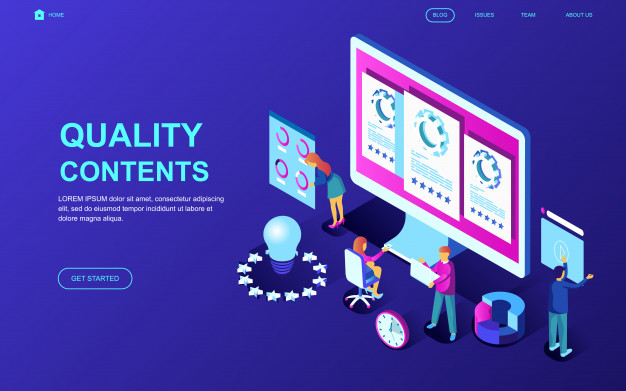 HOME
BLOG
ISSUES
TEAM
ABOUT US
QUALITY
CONTENTS
LOREM IPSUM dolor sit amet, consectetur adipiscing
elit, sed do eiusmod tempor incididunt ut labore et
dolore magna aliqua.
GET STARTED